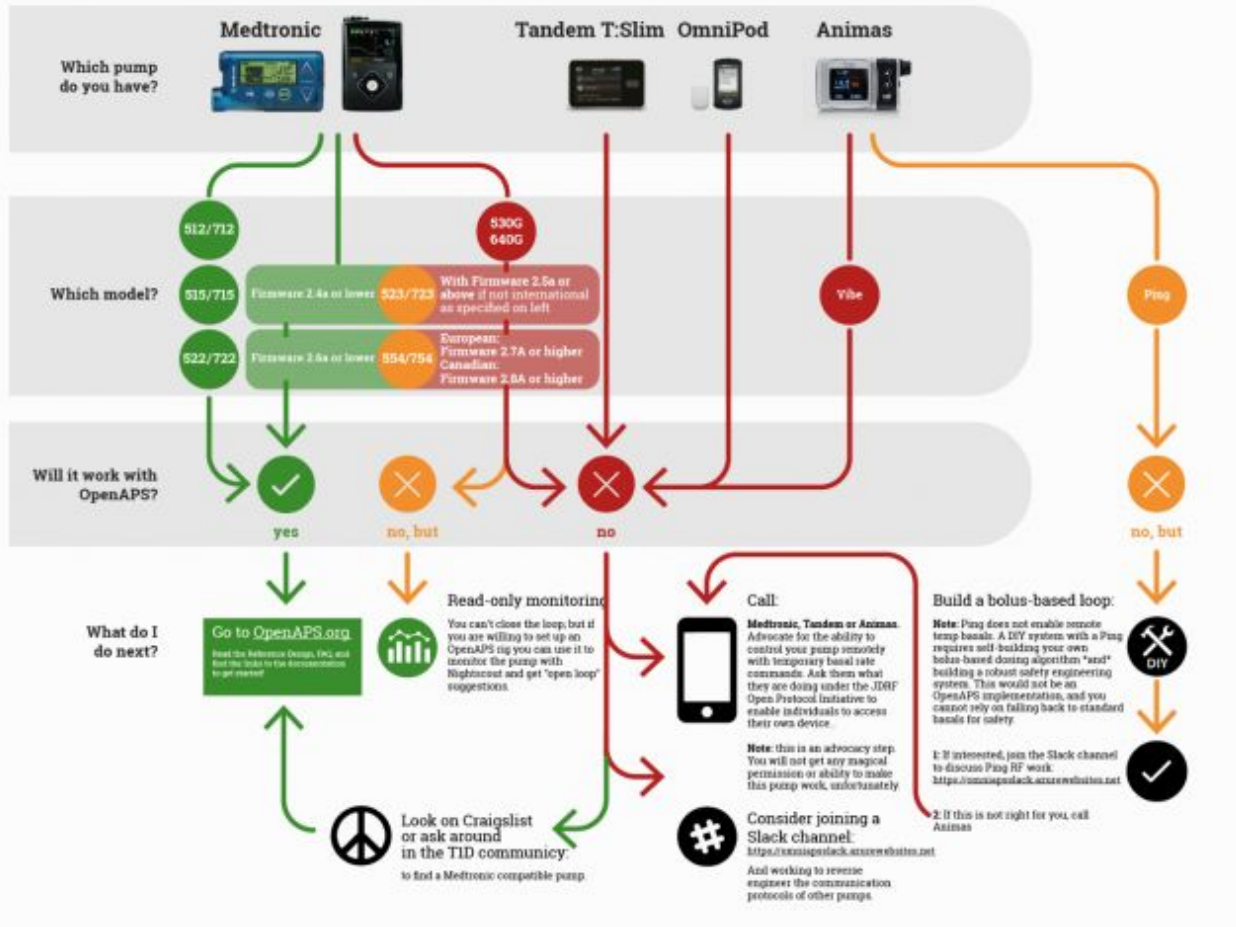 Medtronic
Tandem T:Slim
OmniPod
Animas
Which pump
do you have?
Which model?
512/712
515/715
522/722
530G
640G
Firmware 2.4a or lower
523/723
With Firmware 2.5a or
above if not international
as specified on left
Firmware 2.6a or lower
554/754
European:
Firmware 2.7A or higher
Canadian:
Firmware 2.8A or higher
Vibe
Ping
Will it work with
OpenAPS?
yes
no, but
no
no, but
What do I
do next?
Go to OpenAPS.org
Read the Reference Design, FAQ, and
find the links to the documentation
to get started!
Read-only monitoring
You can't close the loop, but if
you are willing to set up an
OpenAPS rig you can use it to
monitor the pump with
Nightscout and get "open loop"
suggestions.
Call:
Medtronic, Tandem or Animas.
Advocate for the ability to
control your pump remotely
with temporary basal rate
commands. Ask them what
they are doing under the JDRF
Open Protocol Initiative to
enable individuals to access
their own device.
Note: this is an advocacy step.
You will not get any magical
permission or ability to make
this pump work, unfortunately.
Build a bolus-based loop:
Note: Ping does not enable remote
temp basals. A DIY system with a Ping
requires self-building your own
bolus-based dosing algorithm *and*
building a robust safety engineering
system. This would not be an
OpenAPS implementation, and you
cannot rely on falling back to standard
basals for safety.
1: If interested, join the Slack channel
to discuss Ping RF work:
https://omniapsslack.azurewebsites.net
2: If this is not right for you, call
Animas
DIY
Look on Craigslist
or ask around
in the T1D communicy:
to find a Medtronic compatible pump.
Consider joining a
Slack channel:
https://omniapsslack.azurewebsites.net
And working to reverse
engineer the communication
protocols of other pumps.